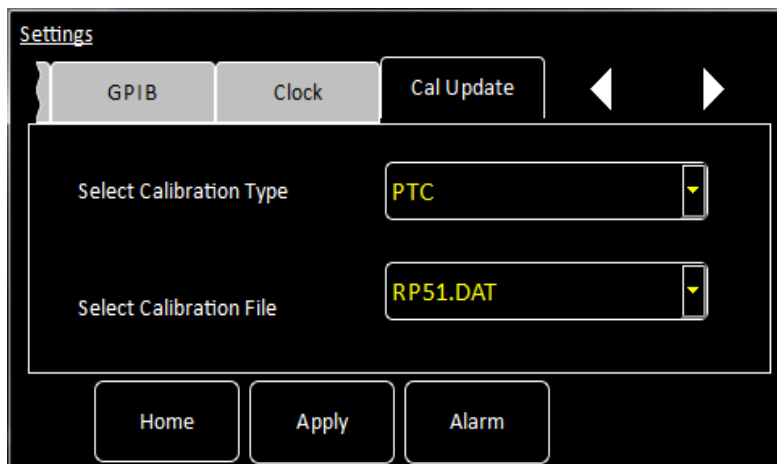 Settings
GPIB Clock Cal Update
Select Calibration Type PTC
Select Calibration File RP51.DAT
Home Apply Alarm